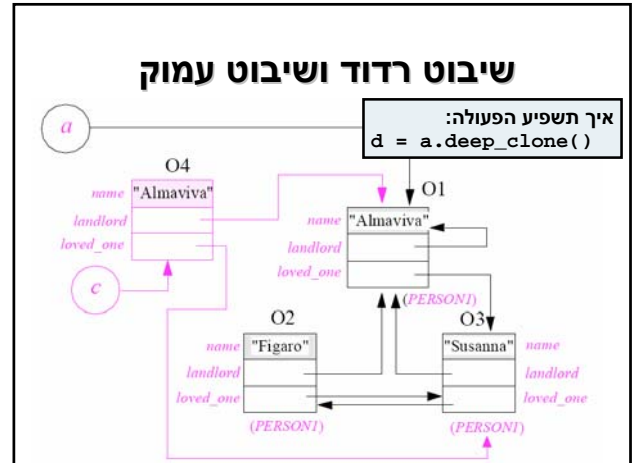 שיבוט רדוד ושיבוט עמוק
איך תשפיע הפעולה:
d = a.deep_clone()
a
O4
name "Almaviva"
landlord
loved_one
c
O1
name "Almaviva"
landlord
loved_one
(PERSON1)
O2
name "Figaro"
landlord
loved_one
(PERSON1)
O3
"Susanna" name
landlord
loved_one
(PERSON1)